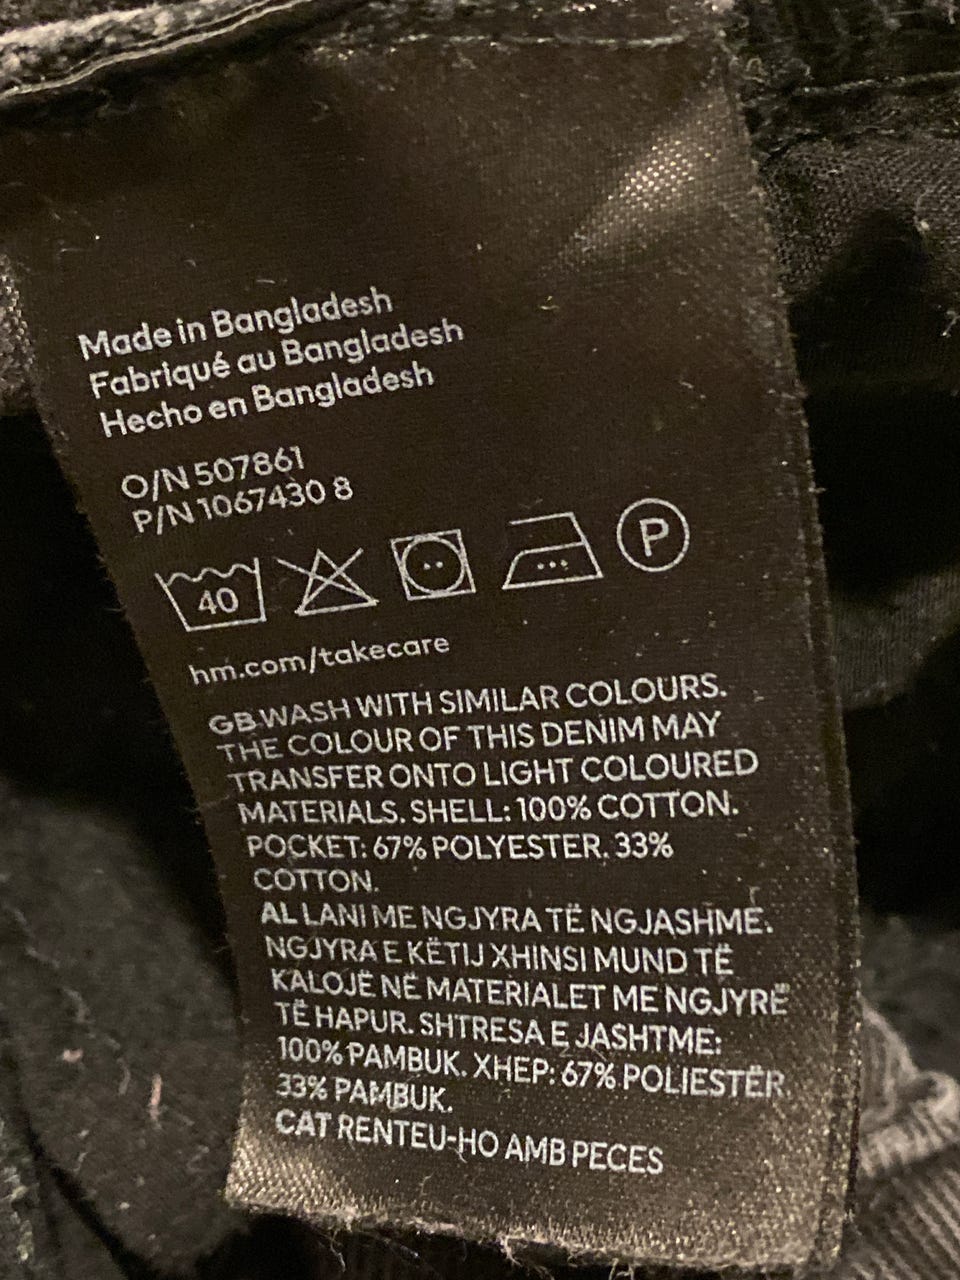 Made in Bangladesh
Fabriqué au Bangladesh
Hecho en Bangladesh
O/N 507861
P/N 1067430 8
40 P
hm.com/takecare
GB WASH WITH SIMILAR COLOURS.
THE COLOUR OF THIS DENIM MAY
TRANSFER ONTO LIGHT COLOURED
MATERIALS. SHELL: 100% COTTON.
POCKET: 67% POLYESTER. 33%
COTTON.
AL LANI ME NGJYRA TË NGJASHME.
NGJYRA E KËTIJ XHINSI MUND TË
KALOJË NË MATERIALET ME NGJYRË
TË HAPUR. SHTRESA E JASHTME:
100% PAMBUK. XHEP: 67% POLIESTËR.
33% PAMBUK.
CAT RENTEU-HO AMB PECES